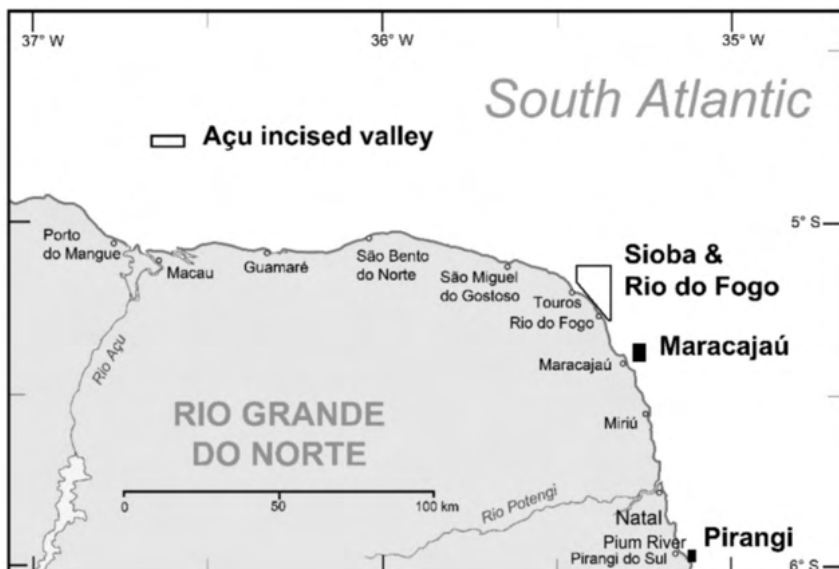 37° W
36° W
35° W
South Atlantic
Açu incised valley
5° S
Porto
do Mangue
Macau
Guamaré
São Bento
do Norte
São Miguel
do Gostoso
Touros
Rio do Fogo
Sioba &
Rio do Fogo
Maracajaú
Maracajaú
Rio Açu
RIO GRANDE
DO NORTE
Miriú
0
50
100 km
Rio Potengi
Natal
Pium River
Pirangi do Sul
Pirangi
6° S